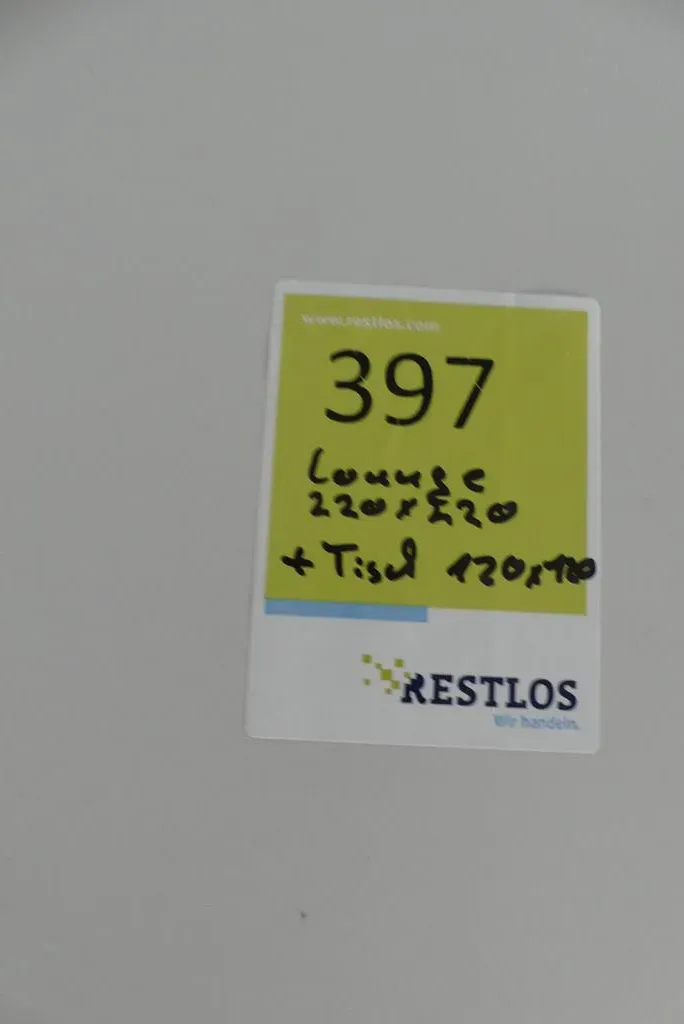 www.restlos.com
397
Lounge
220x220
+ Tisch 120x120
RESTLOS
Wir handeln.